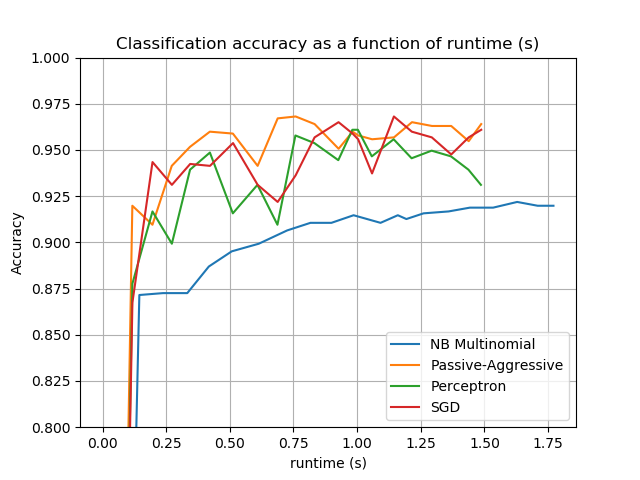 Classification accuracy as a function of runtime (s)
1.000
0.975
0.950
0.925
0.900
0.875
0.850
0.825
0.800
Accuracy
NB Multinomial
Passive-Aggressive
Perceptron
SGD
0.00 0.25 0.50 0.75 1.00 1.25 1.50 1.75
runtime (s)